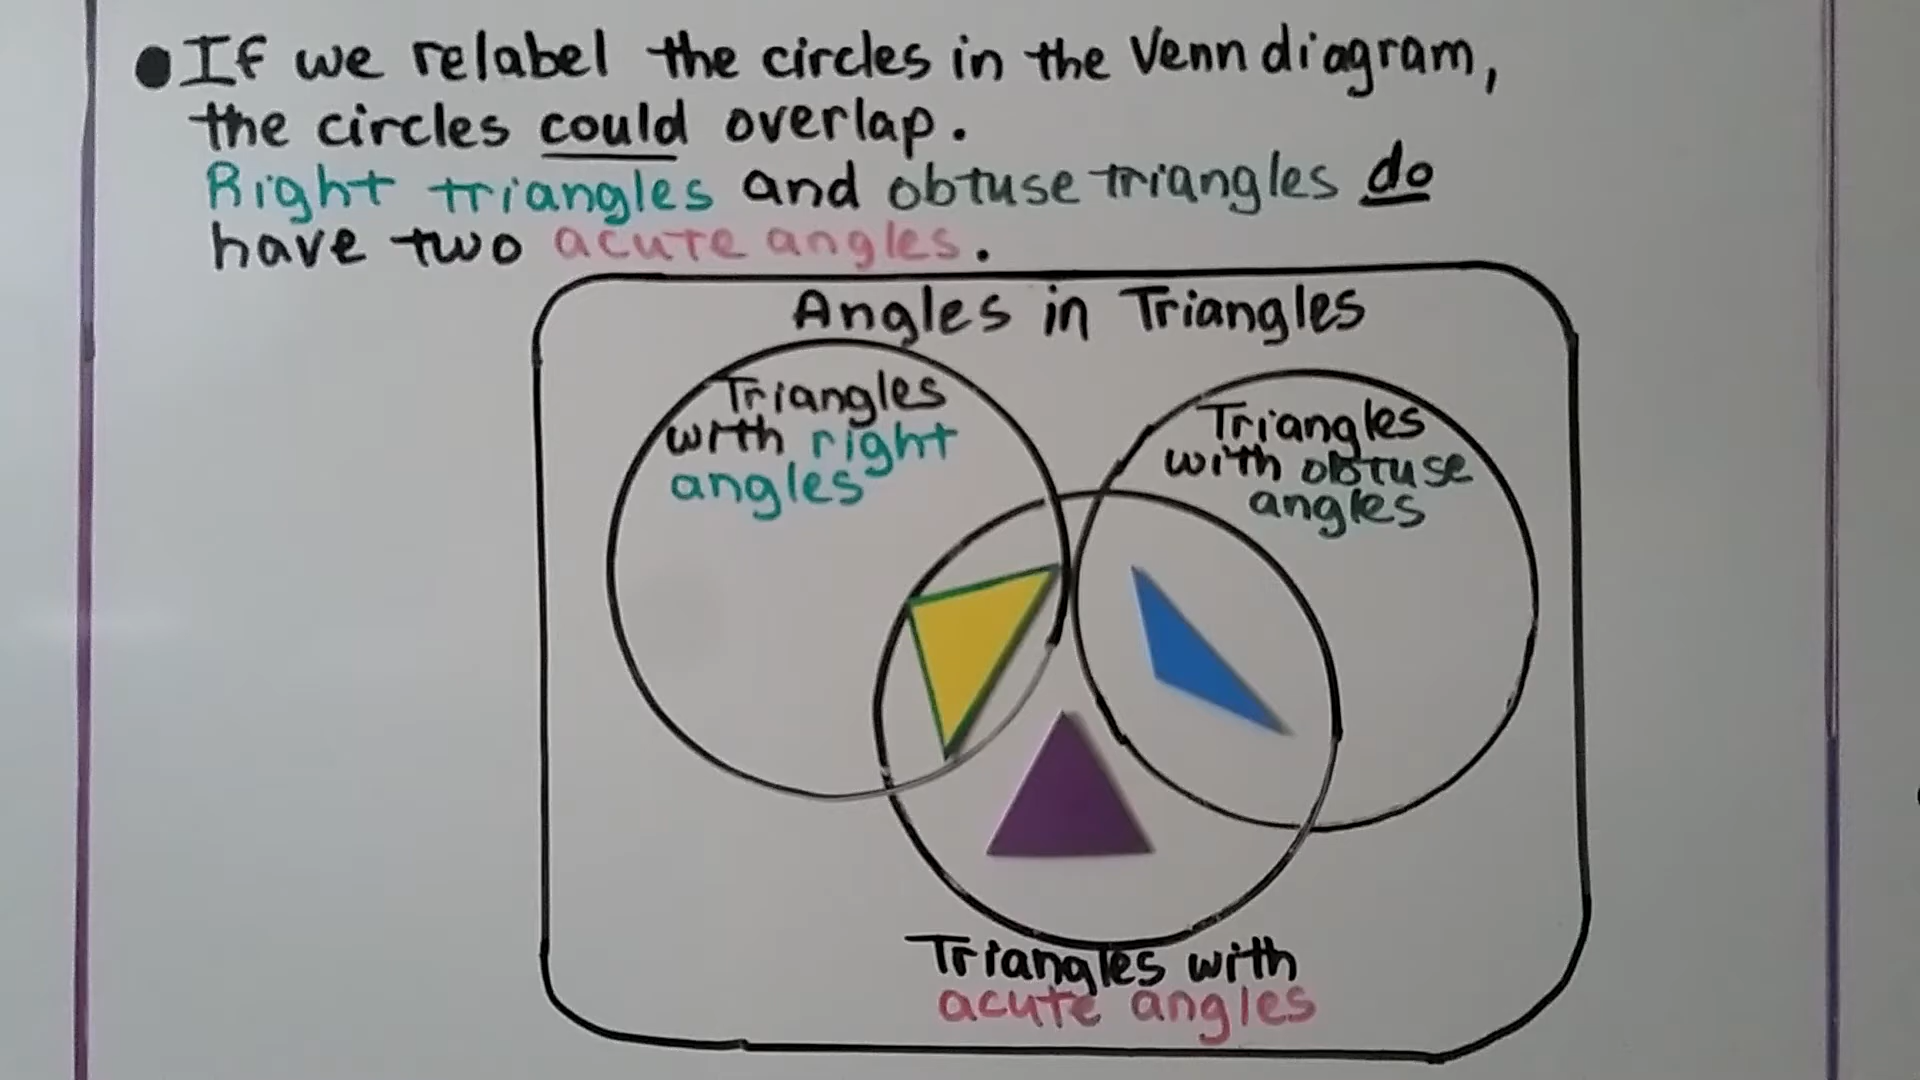 ● If we relabel the circles in the Venn diagram,
the circles could overlap.
Right triangles and obtuse triangles do
have two acute angles.
Angles in Triangles
Triangles
with right
angles
Triangles
with obtuse
angles
Triangles with
acute angles